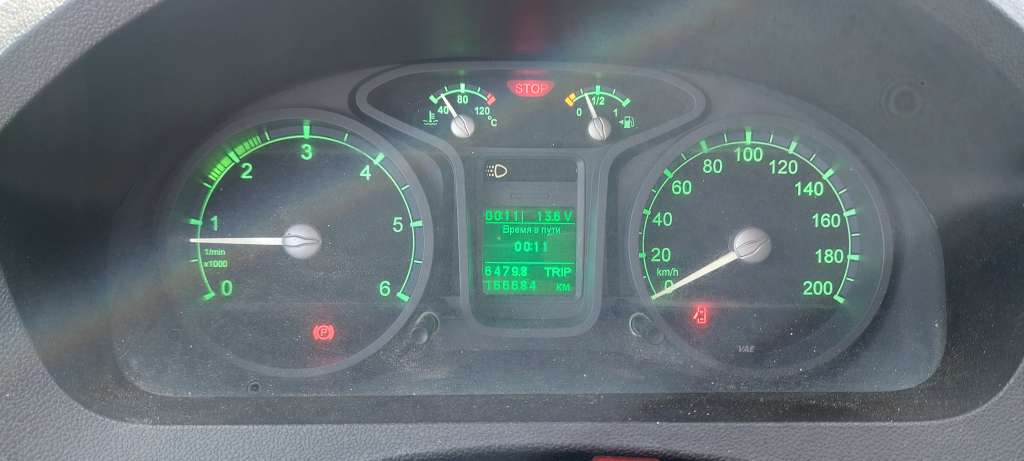 40 80 120 °C
STOP
0 1/2 1
0 1 2 3 4 5 6
1/min
x1000
P
00:11 13.6 V
Время в пути
00:11
6479.8 TRIP
166684 км
0 20 40 60 80 100 120 140 160 180 200
km/h
VAE